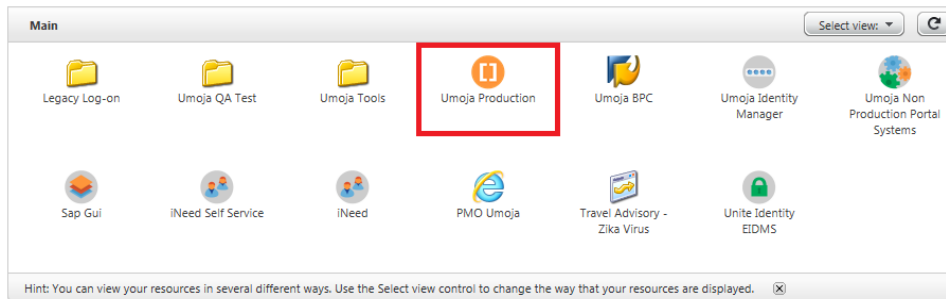 Main
Select view:
Legacy Log-on
Umoja QA Test
Umoja Tools
Umoja Production
Umoja BPC
Umoja Identity
Manager
Umoja Non
Production Portal
Systems
Sap Gui
iNeed Self Service
iNeed
PMO Umoja
Travel Advisory -
Zika Virus
Unite Identity
EIDMS
Hint: You can view your resources in several different ways. Use the Select view control to change the way that your resources are displayed.